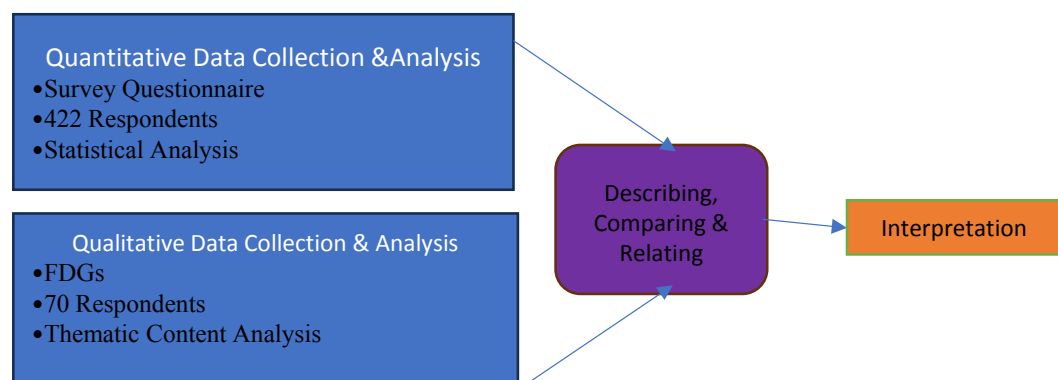 Quantitative Data Collection &Analysis
•Survey Questionnaire
•422 Respondents
•Statistical Analysis
Qualitative Data Collection & Analysis
•FDGs
•70 Respondents
•Thematic Content Analysis
Describing,
Comparing &
Relating
Interpretation